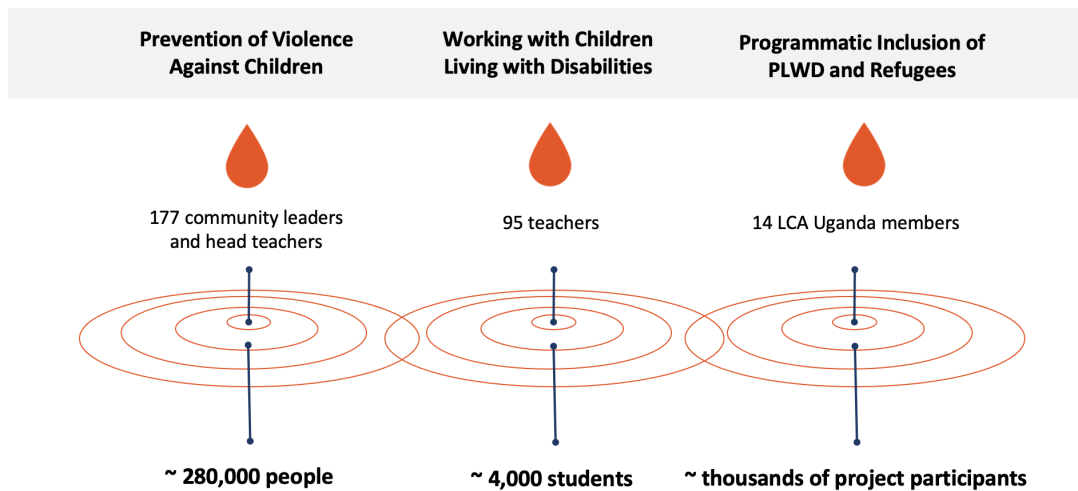 Prevention of Violence
Against Children
Working with Children
Living with Disabilities
Programmatic Inclusion of
PLWD and Refugees
177 community leaders
and head teachers
95 teachers
14 LCA Uganda members
~ 280,000 people
~ 4,000 students
~ thousands of project participants